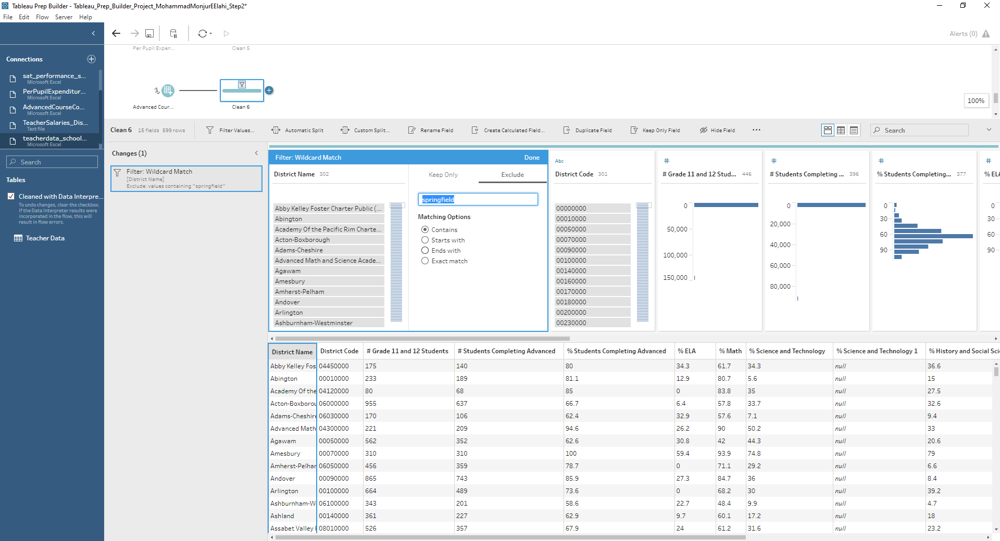 Tableau Prep Builder - Tableau_Prep_Builder_Project_MohammadMonjurEElahi_Step2*
File Edit Flow Server Help
Alerts (0)
Connections
sat_performance_s...
Microsoft Excel
PerPupilExpenditur...
Microsoft Excel
AdvancedCourseCo...
Microsoft Excel
TeacherSalaries_Dis...
Text file
teacherdata_school...
Microsoft Excel
Search
Tables
Cleaned with Data Interpre...
To undo changes, clear the checkbox.
If the Data Interpreter results were
incorporated in the flow, this will
result in flow errors.
Teacher Data
Per Pupil Expen... Clean 5
Advanced Cour... Clean 6
100%
Clean 6 15 fields 599 rows Filter Values... Automatic Split Custom Split... Rename Field Create Calculated Field... Duplicate Field Keep Only Field Hide Field ... Search
Changes (1)
Filter: Wildcard Match
[District Name]
Exclude: values containing "springfield"
Filter: Wildcard Match Done
District Name 302
Abby Kelley Foster Charter Public (...
Abington
Academy Of the Pacific Rim Charte...
Acton-Boxborough
Adams-Cheshire
Advanced Math and Science Acade...
Agawam
Amesbury
Amherst-Pelham
Andover
Arlington
Ashburnham-Westminster
Keep Only Exclude
springfield
Matching Options
Contains
Starts with
Ends with
Exact match
Abc
District Code 301
00000000
00010000
00050000
00070000
00090000
00100000
00140000
00160000
00170000
00180000
00200000
00230000
#
# Grade 11 and 12 Stud... 446
0
50,000
100,000
150,000
#
# Students Completing ... 396
0
20,000
40,000
60,000
80,000
#
% Students Completing... 377
0
30
60
90
#
% EL
0
30
60
90
District Name District Code # Grade 11 and 12 Students # Students Completing Advanced % Students Completing Advanced % ELA % Math % Science and Technology % Science and Technology 1 % History and Social Sci
Abby Kelley Fos 04450000 175 140 80 34.3 61.7 34.3 null 36.6
Abington 00010000 233 189 81.1 12.9 80.7 5.6 null 15
Academy Of the 04120000 80 68 85 0 83.8 35 null 27.5
Acton-Boxborou 06000000 955 637 66.7 6.4 57.8 33.7 null 32.6
Adams-Cheshire 06030000 170 106 62.4 32.9 57.6 7.1 null 9.4
Advanced Math 04300000 221 209 94.6 26.2 90 50.2 null 33
Agawam 00050000 562 352 62.6 30.8 42 44.3 null 20.6
Amesbury 00070000 310 310 100 59.4 93.9 74.8 null 79
Amherst-Pelhar 06050000 456 359 78.7 0 71.1 29.2 null 6.6
Andover 00090000 865 743 85.9 27.3 84.7 36 null 8.4
Arlington 00100000 664 489 73.6 0 68.2 30 null 39.2
Ashburnham-W 06100000 343 201 58.6 22.7 48.4 9.9 null 4.7
Ashland 00140000 361 227 62.9 9.7 60.1 17.2 null 18
Assabet Valley 08010000 526 357 67.9 24 61.2 31.6 null 23.2